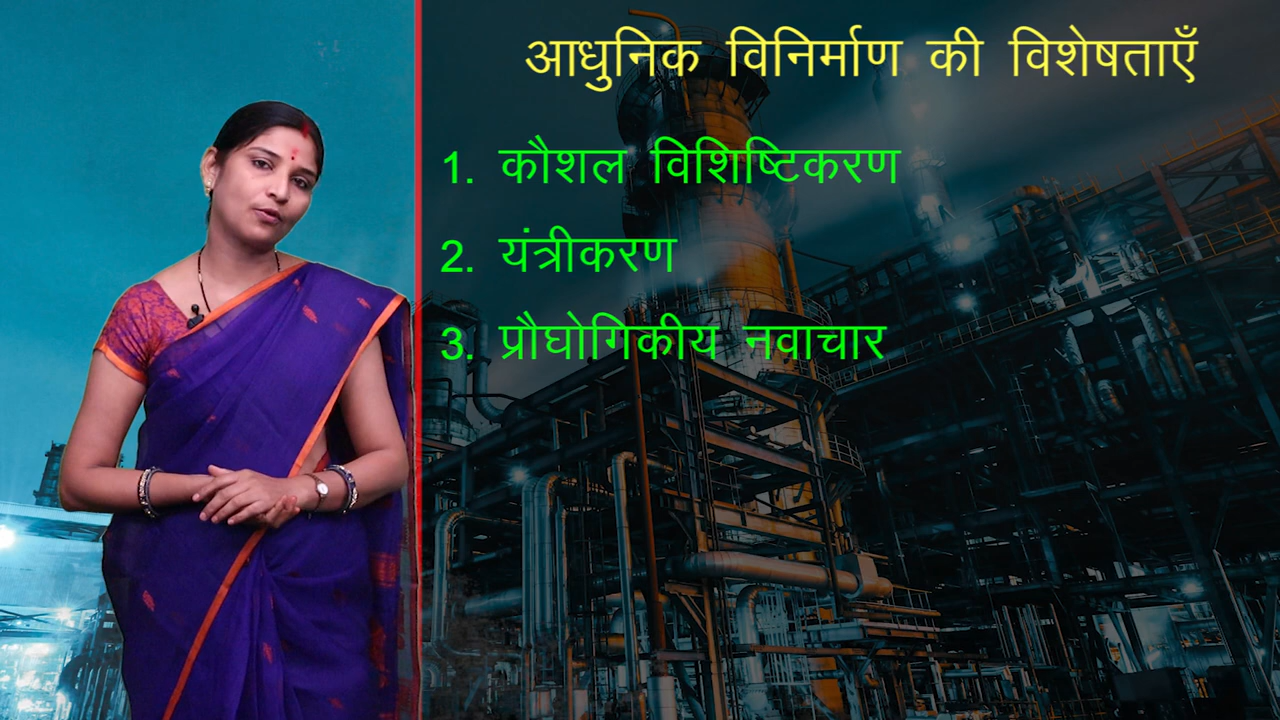 आधुनिक विनिर्माण की विशेषताएँ
1. कौशल विशिष्टिकरण
2. यंत्रीकरण
3. प्रौघोगिकीय नवाचार